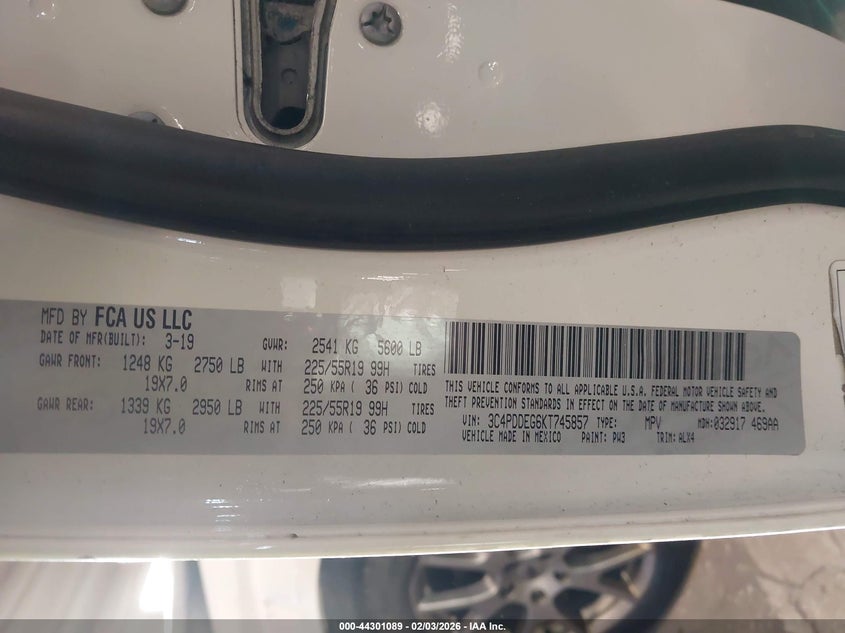 MFD BY FCA US LLC
DATE OF MFR(BUILT): 3-19 GVWR: 2541 KG 5600 LB
GAWR FRONT: 1248 KG 2750 LB WITH 225/55R19 99H TIRES
19X7.0 RIMS AT 250 KPA ( 36 PSI) COLD
GAWR REAR: 1339 KG 2950 LB WITH 225/55R19 99H TIRES
19X7.0 RIMS AT 250 KPA ( 36 PSI) COLD
THIS VEHICLE CONFORMS TO ALL APPLICABLE U.S.A. FEDERAL MOTOR VEHICLE SAFETY AND
THEFT PREVENTION STANDARDS IN EFFECT ON THE DATE OF MANUFACTURE SHOWN ABOVE.
VIN: 3C4PDDEG8KT745857 TYPE: MPV MDH:032917 469AA
VEHICLE MADE IN MEXICO PAINT: PW3 TRIM: ALX4
000-44301089 - 02/03/2026 - IAA Inc.